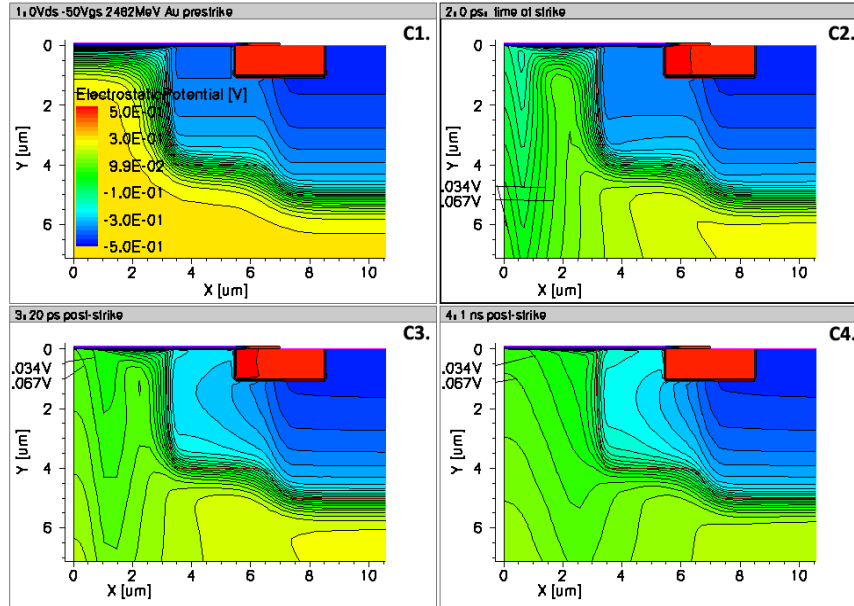 1: 0Vds -50Vgs 2482MeV Au prestrike
C1.
0
2
4
6
Y [um]
ElectrostaticPotential [V]
5.0E-01
3.0E-01
9.9E-02
-1.0E-01
-3.0E-01
-5.0E-01
0 2 4 6 8 10
X [um]
2: 0 ps: time of strike
C2.
0
2
4
6
Y [um]
.034V
.067V
0 2 4 6 8 10
X [um]
3: 20 ps post-strike
C3.
0
.034V
.067V
2
4
6
Y [um]
0 2 4 6 8 10
X [um]
4: 1 ns post-strike
C4.
0
.034V
.067V
2
4
6
Y [um]
0 2 4 6 8 10
X [um]